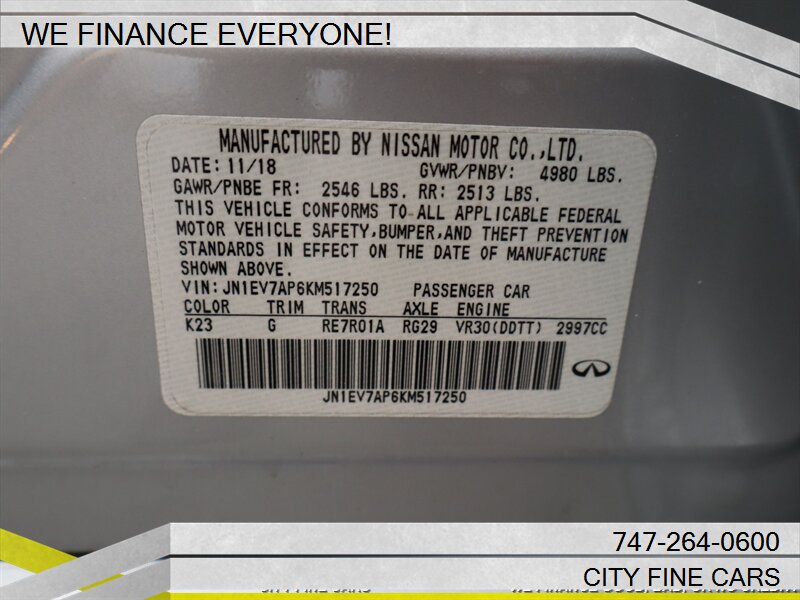 WE FINANCE EVERYONE!
MANUFACTURED BY NISSAN MOTOR CO.,LTD.
DATE: 11/18 GVWR/PNBV: 4980 LBS.
GAWR/PNBE FR: 2546 LBS. RR: 2513 LBS.
THIS VEHICLE CONFORMS TO ALL APPLICABLE FEDERAL
MOTOR VEHICLE SAFETY,BUMPER,AND THEFT PREVENTION
STANDARDS IN EFFECT ON THE DATE OF MANUFACTURE
SHOWN ABOVE.
VIN: JN1EV7AP6KM517250 PASSENGER CAR
COLOR TRIM TRANS AXLE ENGINE
K23 G RE7R01A RG29 VR30(DDTT) 2997CC
JN1EV7AP6KM517250
747-264-0600
CITY FINE CARS